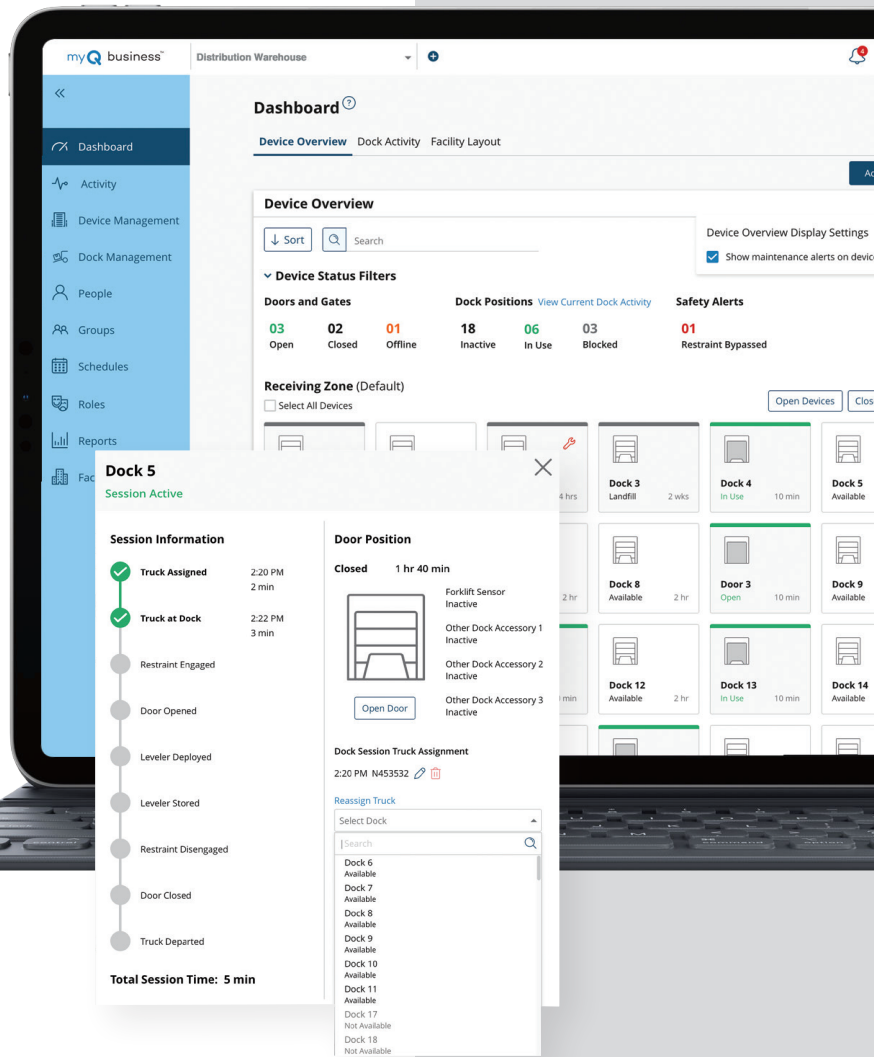 myQ business™
Distribution Warehouse
4
Dashboard
Activity
Device Management
Dock Management
People
Groups
Schedules
Roles
Reports
Fac
Dashboard ?
Device Overview Dock Activity Facility Layout
Device Overview
Sort
Search
Device Overview Display Settings
Show maintenance alerts on devic
Device Status Filters
Doors and Gates
03 02 01
Open Closed Offline
Dock Positions View Current Dock Activity
18 06 03
Inactive In Use Blocked
Safety Alerts
01
Restraint Bypassed
Receiving Zone (Default)
Select All Devices
Open Devices
Clos
4 hrs
Dock 3
Landfill 2 wks
Dock 4
In Use 10 min
Dock 5
Available
2 hr
Dock 8
Available 2 hr
Door 3
Open 10 min
Dock 9
Available
min
Dock 12
Available 2 hr
Dock 13
In Use 10 min
Dock 14
Available
Dock 5
Session Active
Session Information
Truck Assigned 2:20 PM
2 min
Truck at Dock 2:22 PM
3 min
Restraint Engaged
Door Opened
Leveler Deployed
Leveler Stored
Restraint Disengaged
Door Closed
Truck Departed
Total Session Time: 5 min
Door Position
Closed 1 hr 40 min
Forklift Sensor
Inactive
Other Dock Accessory 1
Inactive
Other Dock Accessory 2
Inactive
Other Dock Accessory 3
Inactive
Open Door
Dock Session Truck Assignment
2:20 PM N453532
Reassign Truck
Select Dock
Search
Dock 6
Available
Dock 7
Available
Dock 8
Available
Dock 9
Available
Dock 10
Available
Dock 11
Available
Dock 17
Not Available
Dock 18
Not Available